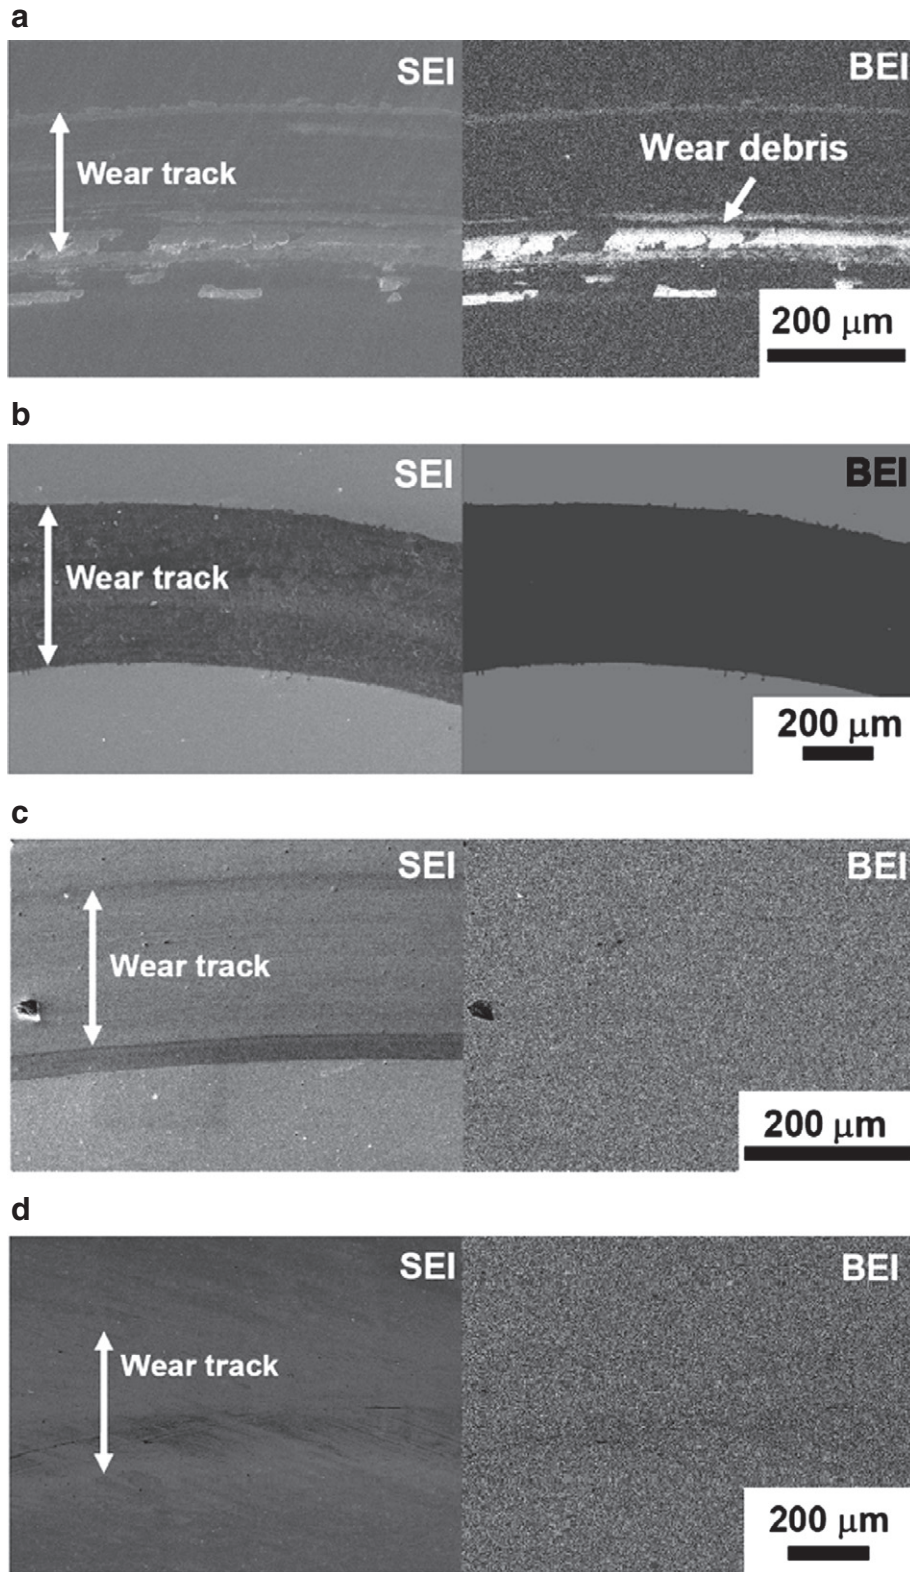 a
SEI
BEI
Wear track
Wear debris
200 μm
b
SEI
BEI
Wear track
200 μm
c
SEI
BEI
Wear track
200 μm
d
SEI
BEI
Wear track
200 μm